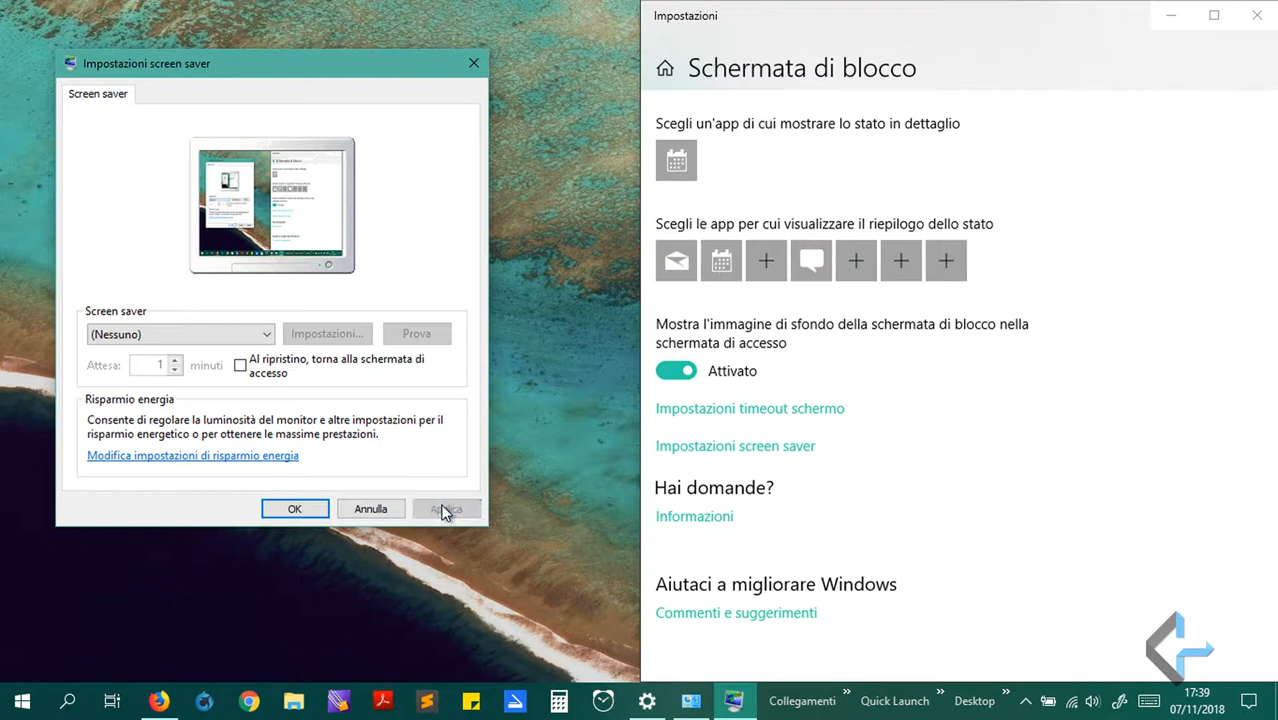 Impostazioni screen saver
Screen saver
Screen saver
(Nessuno)
Impostazioni...
Prova
Attesa:
1
minuti
Al ripristino, torna alla schermata di
accesso
Risparmio energia
Consente di regolare la luminosità del monitor e altre impostazioni per il
risparmio energetico o per ottenere le massime prestazioni.
Modifica impostazioni di risparmio energia
OK
Annulla
Applica
Impostazioni
Schermata di blocco
Scegli un'app di cui mostrare lo stato in dettaglio
Scegli le app per cui visualizzare il riepilogo dello stato
Mostra l'immagine di sfondo della schermata di blocco nella
schermata di accesso
Attivato
Impostazioni timeout schermo
Impostazioni screen saver
Hai domande?
Informazioni
Aiutaci a migliorare Windows
Commenti e suggerimenti
Collegamenti
Quick Launch
Desktop
17:39
07/11/2018